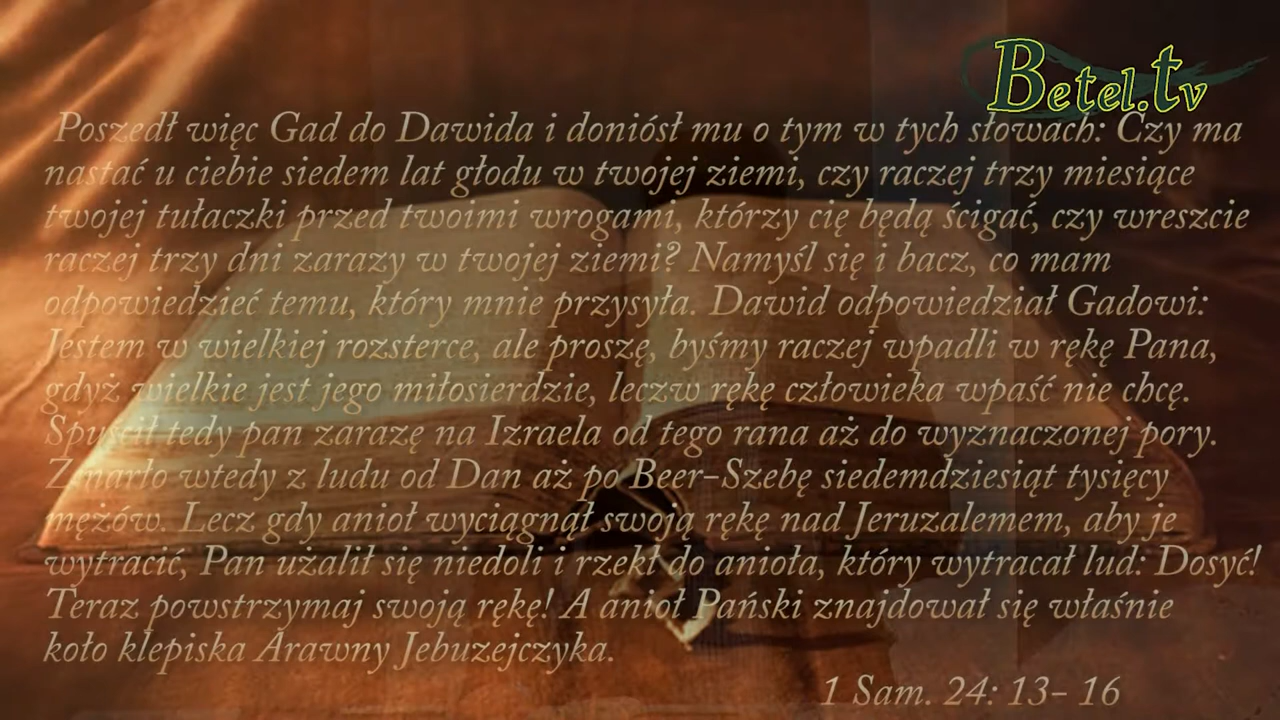 Betel.tv
Poszedł więc Gad do Dawida i doniósł mu o tym w tych słowach: Czy ma
nastać u ciebie siedem lat głodu w twojej ziemi, czy raczej trzy miesiące
twojej tułaczki przed twoimi wrogami, którzy cię będą ścigać, czy wreszcie
raczej trzy dni zarazy w twojej ziemi? Namyśl się i bacz, co mam
odpowiedzieć temu, który mnie przysyła. Dawid odpowiedział Gadowi:
Jestem w wielkiej rozsterce, ale proszę, byśmy raczej wpadli w rękę Pana,
gdyż wielkie jest jego miłosierdzie, leczw rękę człowieka wpaść nie chcę.
Spuścił tedy pan zarazę na Izraela od tego rana aż do wyznaczonej pory.
Zmarło wtedy z ludu od Dan aż po Beer-Szebę siedemdziesiąt tysięcy
mężów. Lecz gdy anioł wyciągnął swoją rękę nad Jeruzalemem, aby je
wytracić, Pan użalił się niedoli i rzekł do anioła, który wytracał lud: Dosyć!
Teraz powstrzymaj swoją rękę! A anioł Pański znajdował się właśnie
koło klepiska Arawny Jebuzejczyka.
1 Sam. 24: 13- 16